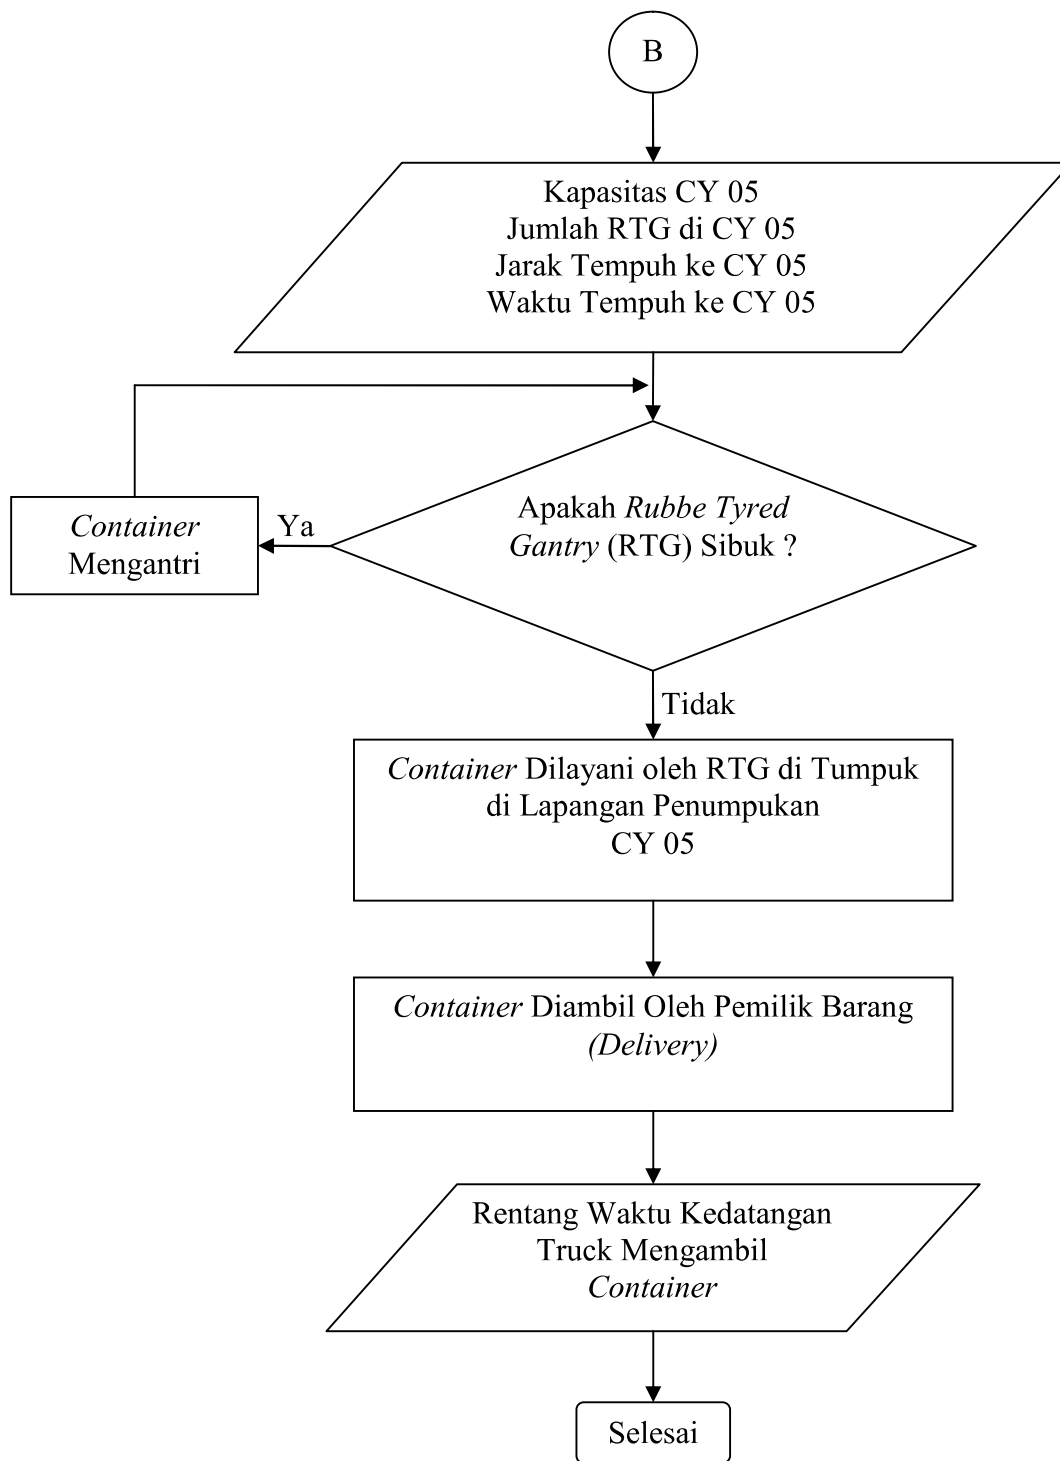 B
Kapasitas CY 05
Jumlah RTG di CY 05
Jarak Tempuh ke CY 05
Waktu Tempuh ke CY 05
Apakah Rubbe Tyred
Gantry (RTG) Sibuk ?
Ya
Container
Mengantri
Tidak
Container Dilayani oleh RTG di Tumpuk
di Lapangan Penumpukan
CY 05
Container Diambil Oleh Pemilik Barang
(Delivery)
Rentang Waktu Kedatangan
Truck Mengambil
Container
Selesai